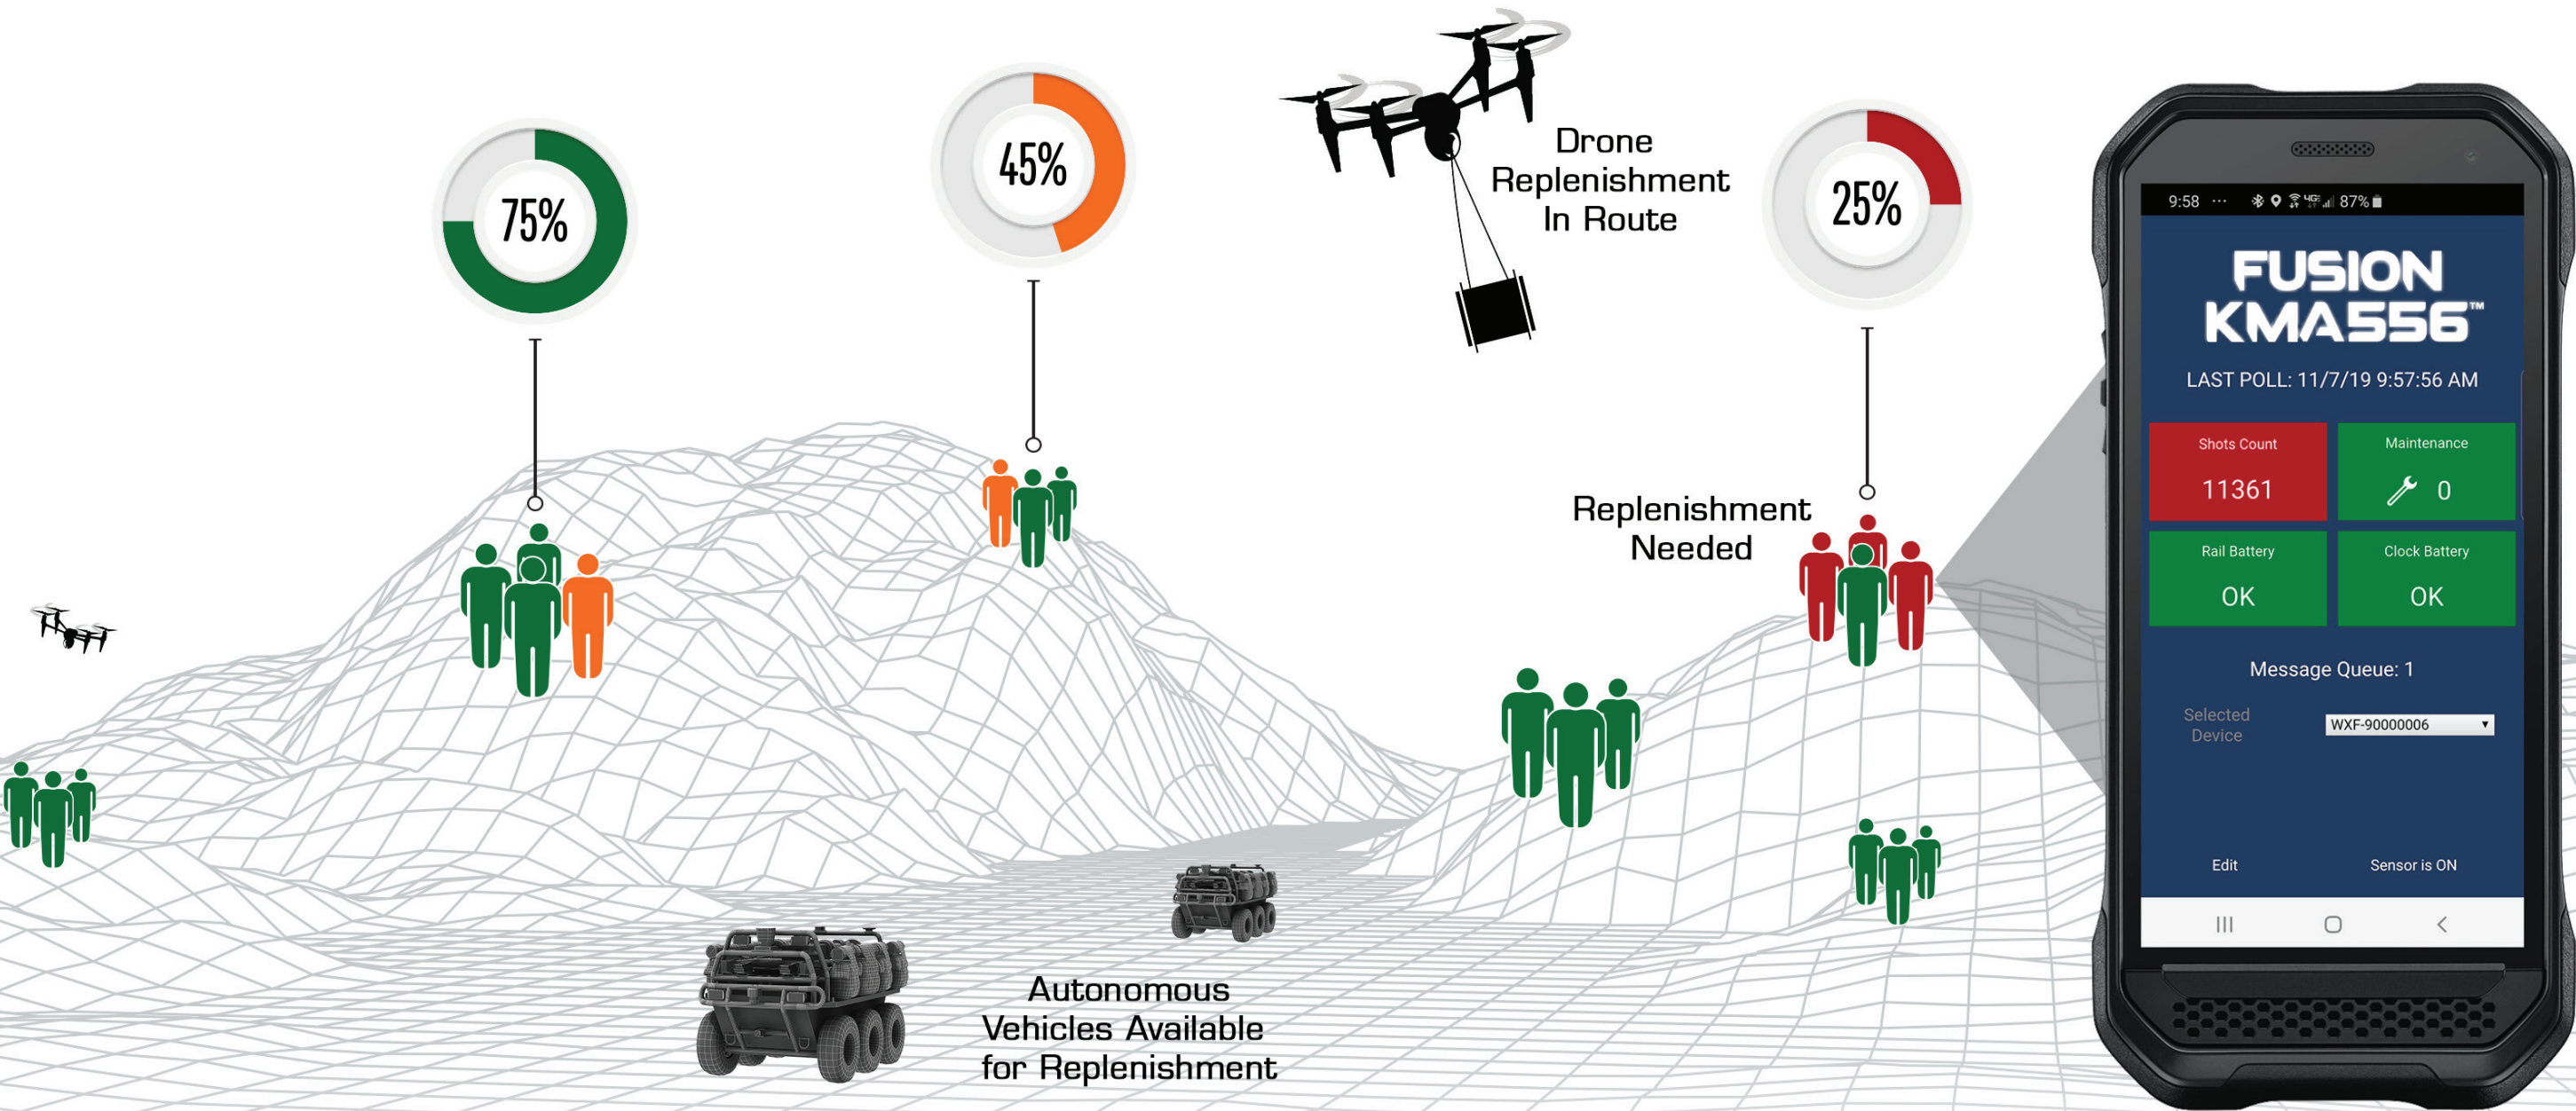 75%
45%
Drone
Replenishment
In Route
25%
Replenishment
Needed
Autonomous
Vehicles Available
for Replenishment
9:58 ··· 4G 87%
FUSION
KMA556™
LAST POLL: 11/7/19 9:57:56 AM
Shots Count
11361
Maintenance
0
Rail Battery
OK
Clock Battery
OK
Message Queue: 1
Selected
Device
WXF-90000006
Edit
Sensor is ON